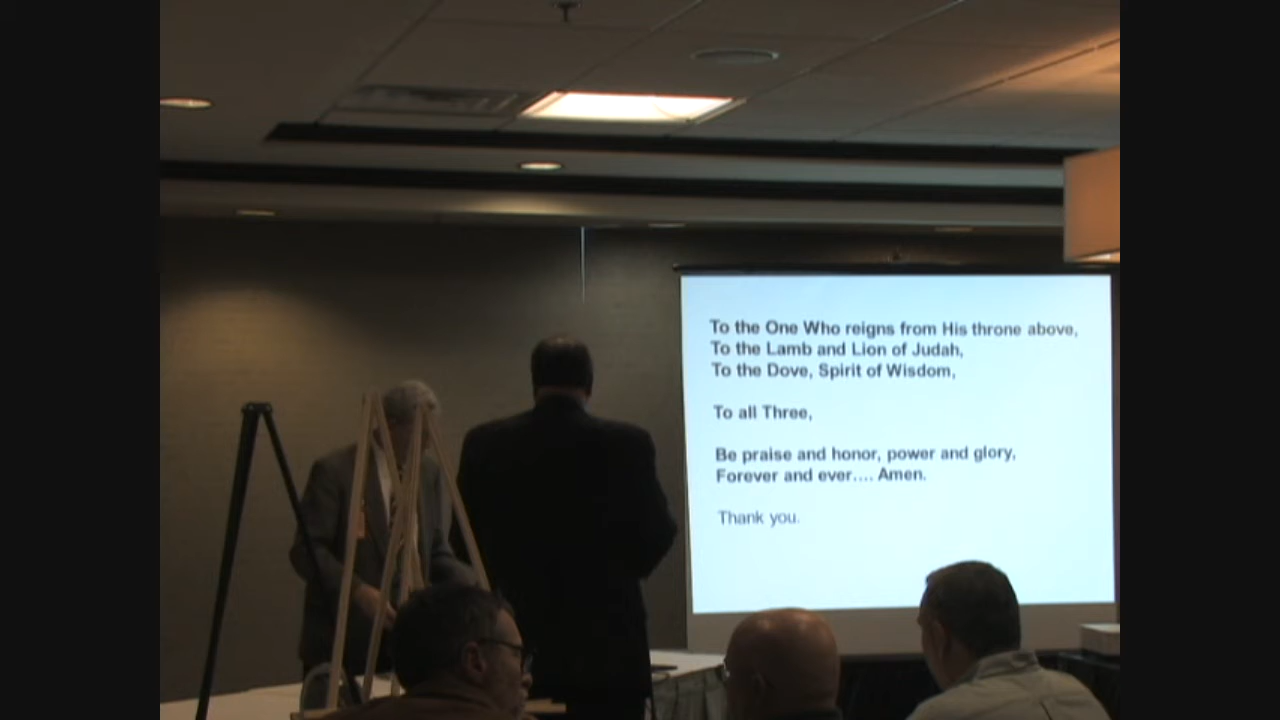 To the One Who reigns from His throne above,
To the Lamb and Lion of Judah,
To the Dove, Spirit of Wisdom,
To all Three,
Be praise and honor, power and glory,
Forever and ever.... Amen.
Thank you.